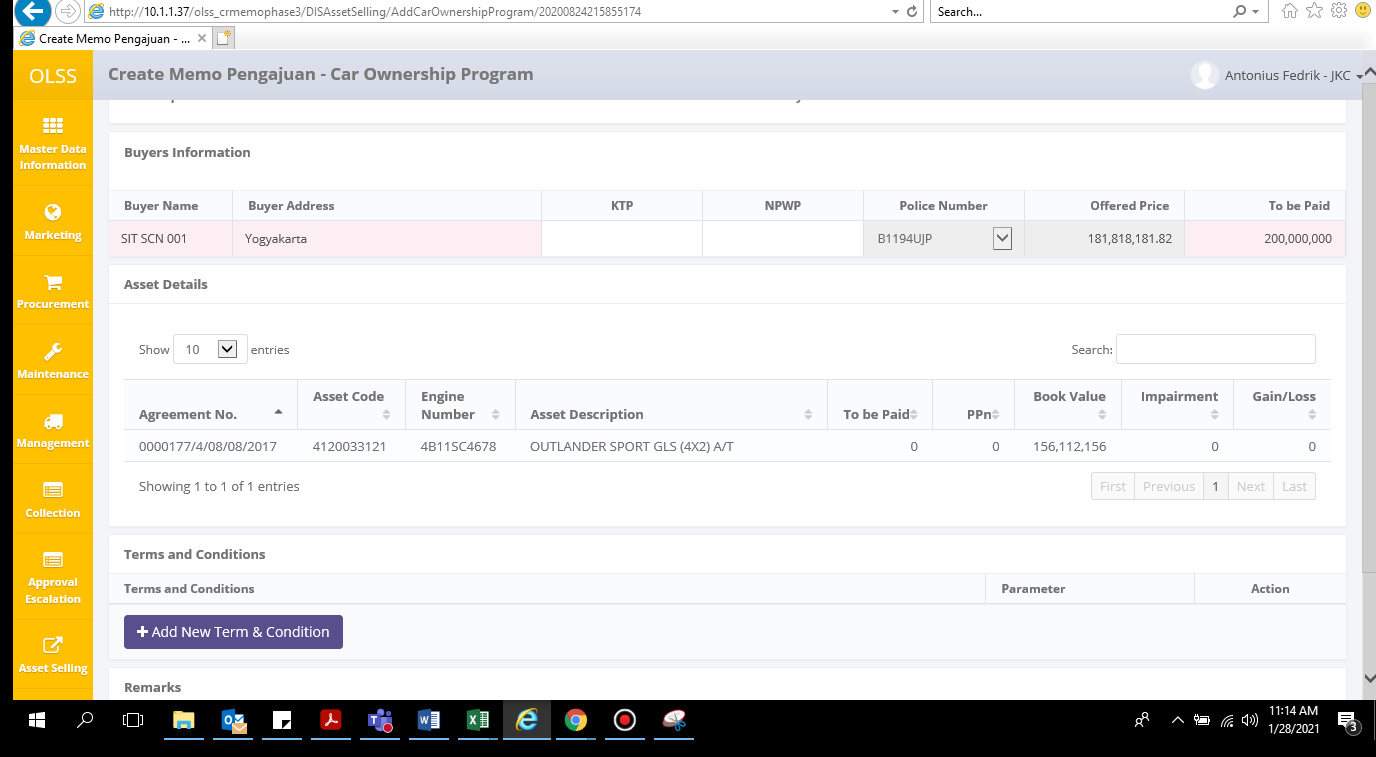 http://10.1.1.37/olss_crmemophase3/DISAssetSelling/AddCarOwnershipProgram/20200824215855174
Search...
Create Memo Pengajuan - ...
OLSS
Create Memo Pengajuan - Car Ownership Program
Antonius Fedrik - JKC
Master Data
Information
Marketing
Procurement
Maintenance
Management
Collection
Approval
Escalation
Asset Selling
Buyers Information
Buyer Name Buyer Address KTP NPWP Police Number Offered Price To be Paid
SIT SCN 001 Yogyakarta B1194UJP 181,818,181.82 200,000,000
Asset Details
Show 10 entries Search:
Agreement No. Asset Code Engine Number Asset Description To be Paid PPn Book Value Impairment Gain/Loss
0000177/4/08/08/2017 4120033121 4B11SC4678 OUTLANDER SPORT GLS (4X2) A/T 0 0 156,112,156 0 0
Showing 1 to 1 of 1 entries First Previous 1 Next Last
Terms and Conditions
Terms and Conditions Parameter Action
+ Add New Term & Condition
Remarks
11:14 AM
1/28/2021
3